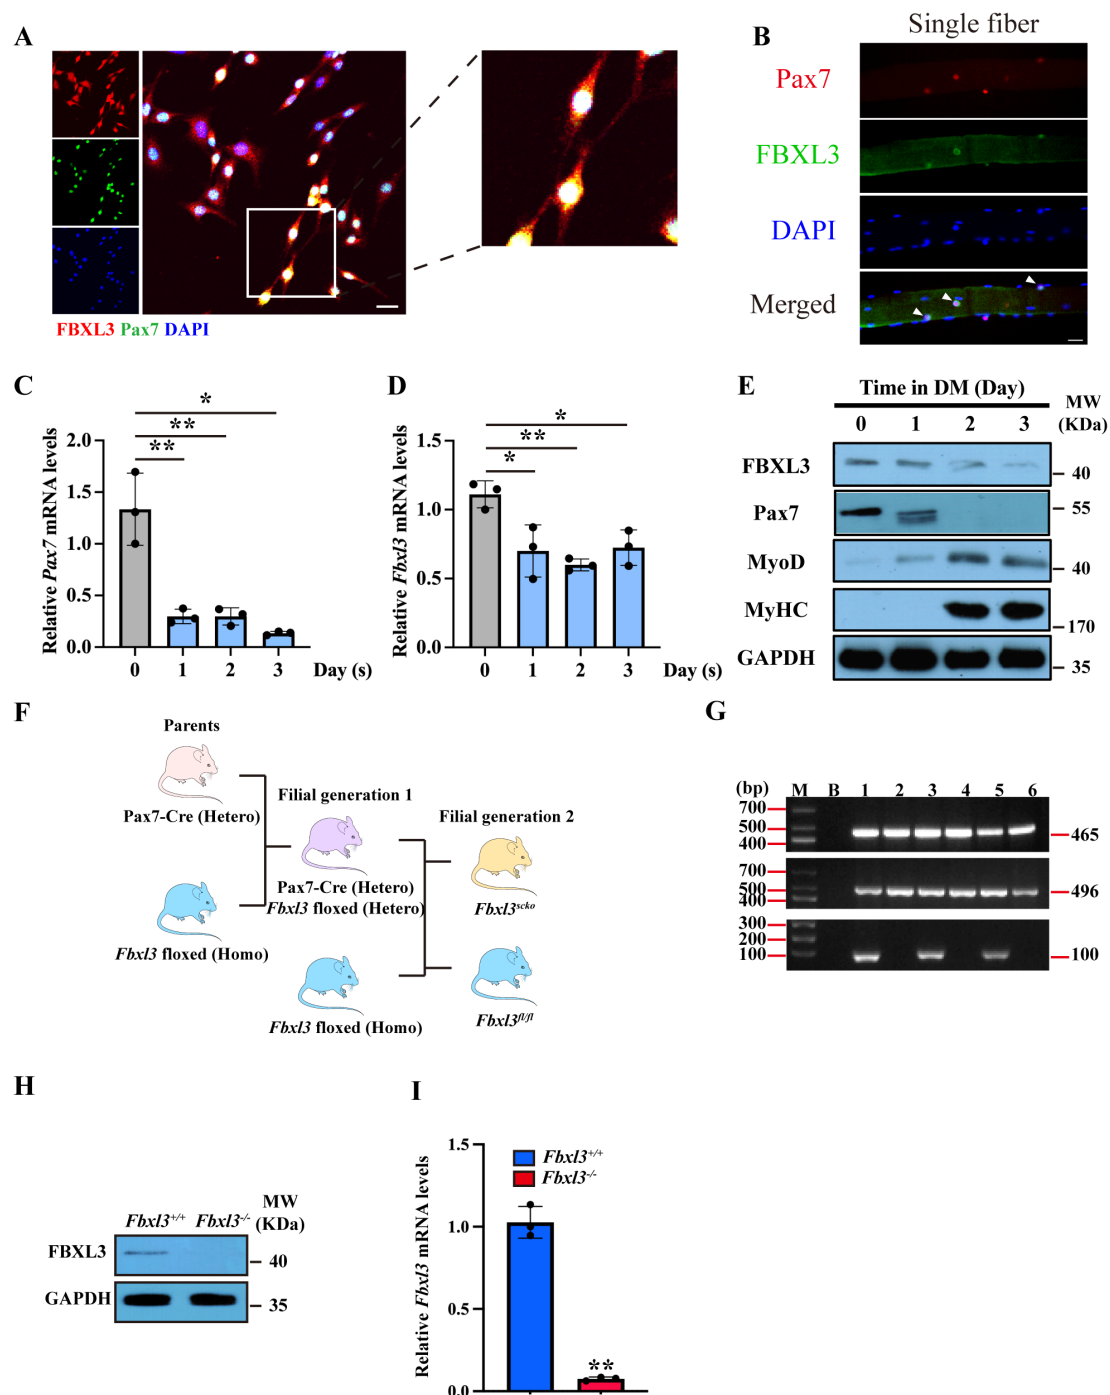 A
FBXL3 Pax7 DAPI
B
Single fiber
Pax7
FBXL3
DAPI
Merged
C
Relative Pax7 mRNA levels
2.0
1.5
1.0
0.5
0.0
*
**
**
0 1 2 3 Day (s)
D
Relative Fbxl3 mRNA levels
1.5
1.0
0.5
0.0
*
**
*
0 1 2 3 Day (s)
E
Time in DM (Day)
0 1 2 3
MW
(KDa)
FBXL3
40
Pax7
55
MyoD
40
MyHC
170
GAPDH
35
F
Parents
Pax7-Cre (Hetero)
Fbxl3 floxed (Homo)
Filial generation 1
Pax7-Cre (Hetero)
Fbxl3 floxed (Hetero)
Fbxl3 floxed (Homo)
Filial generation 2
Fbxl3scko
Fbxl3fl/fl
G
(bp) M B 1 2 3 4 5 6
700
500
400
465
700
500
400
496
300
200
100
100
H
Fbxl3+/+ Fbxl3-/-
MW
(KDa)
FBXL3
40
GAPDH
35
I
Relative Fbxl3 mRNA levels
1.5
1.0
0.5
0.0
Fbxl3+/+
Fbxl3-/-
**